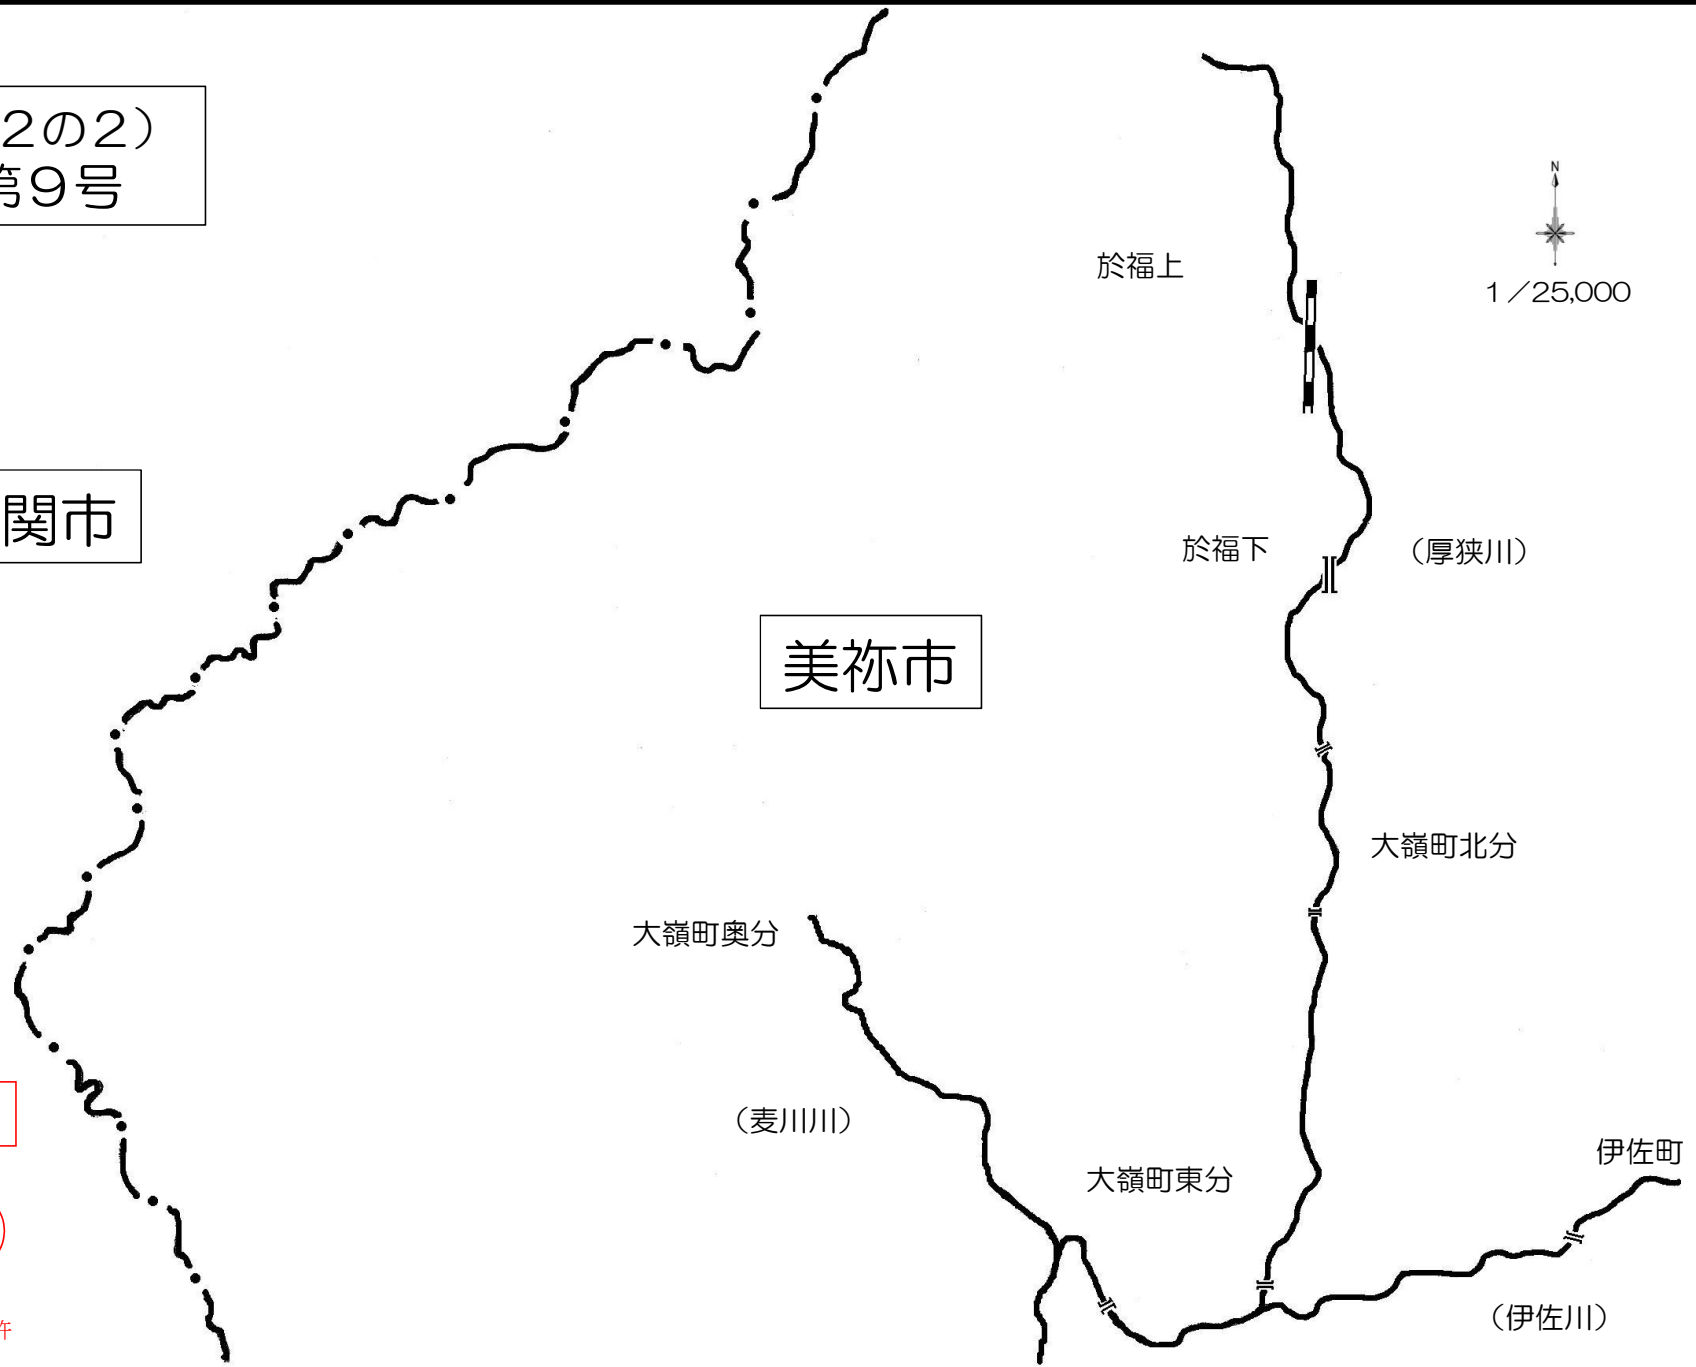 2の2）
第9号
N
1／25,000
於福上
関市
於福下
（厚狭川）
美祢市
大嶺町北分
大嶺町奥分
（麦川川）
大嶺町東分
伊佐町
（伊佐川）